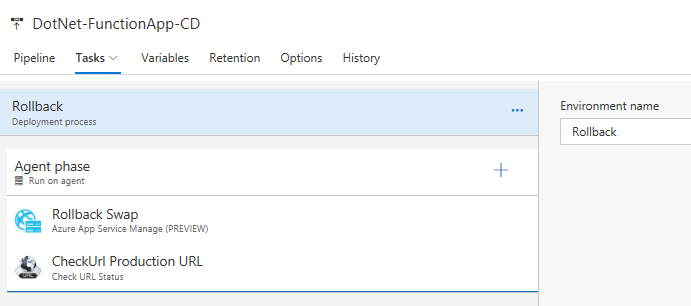 DotNet-FunctionApp-CD
Pipeline Tasks Variables Retention Options History
Rollback
Deployment process
...
Environment name
Rollback
Agent phase
Run on agent
Rollback Swap
Azure App Service Manage (PREVIEW)
CheckUrl Production URL
Check URL Status
URL